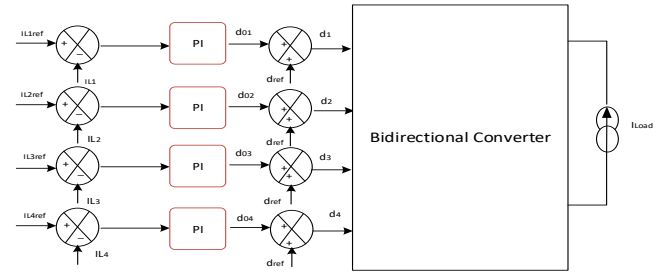 IL1ref + − IL1 PI d01 + + dref d1
IL2ref + − IL2 PI d02 + + dref d2
IL3ref + − IL3 PI d03 + + dref d3
IL4ref + − IL4 PI d04 + + dref d4
Bidirectional Converter
ILoad